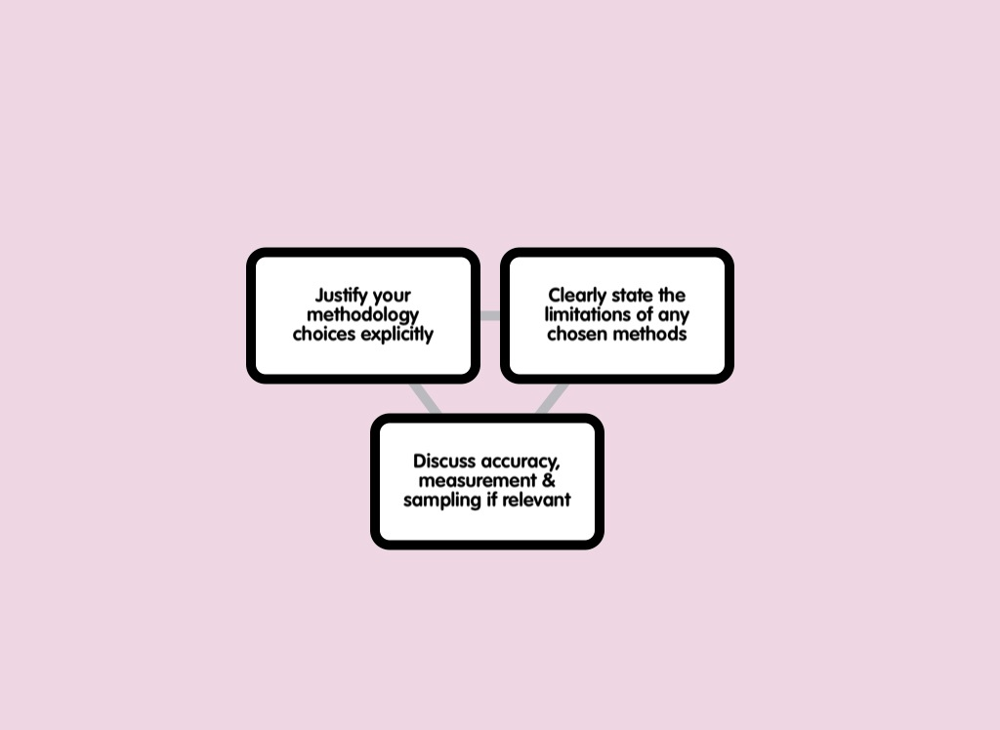 Justify your
methodology
choices explicitly
Clearly state the
limitations of any
chosen methods
Discuss accuracy,
measurement &
sampling if relevant